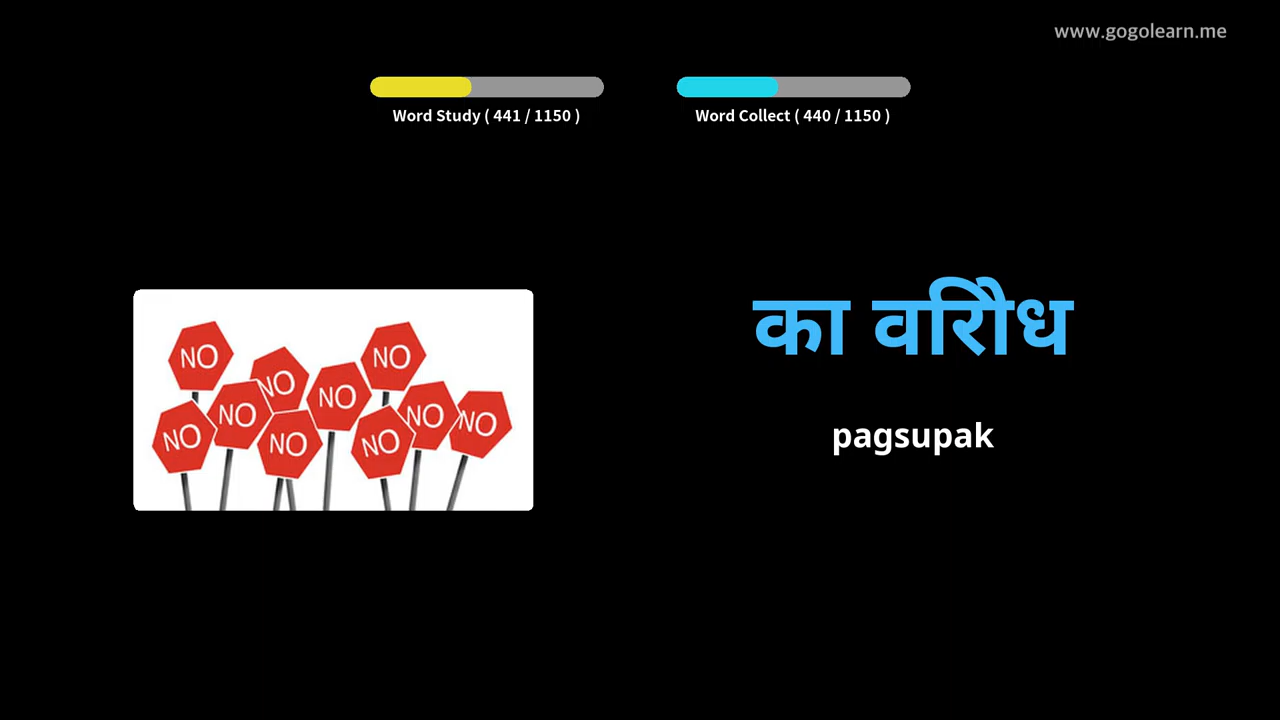 www.gogolearn.me
Word Study ( 441 / 1150 )
Word Collect ( 440 / 1150 )
NO
NO
NO
NO
NO
NO
NO
NO
NO
NO
का वरिोध
pagsupak